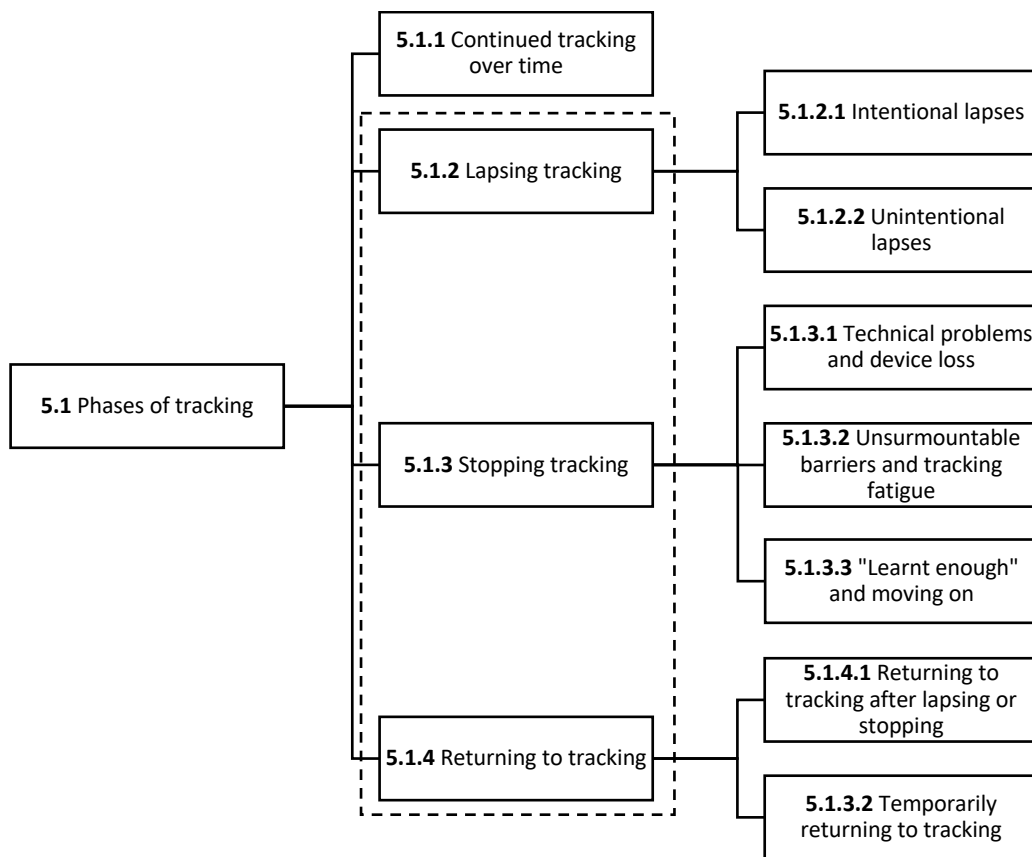 5.1 Phases of tracking
5.1.1 Continued tracking
over time
5.1.2 Lapsing tracking
5.1.2.1 Intentional lapses
5.1.2.2 Unintentional
lapses
5.1.3 Stopping tracking
5.1.3.1 Technical problems
and device loss
5.1.3.2 Unsurmountable
barriers and tracking
fatigue
5.1.3.3 "Learnt enough"
and moving on
5.1.4 Returning to tracking
5.1.4.1 Returning to
tracking after lapsing or
stopping
5.1.3.2 Temporarily
returning to tracking